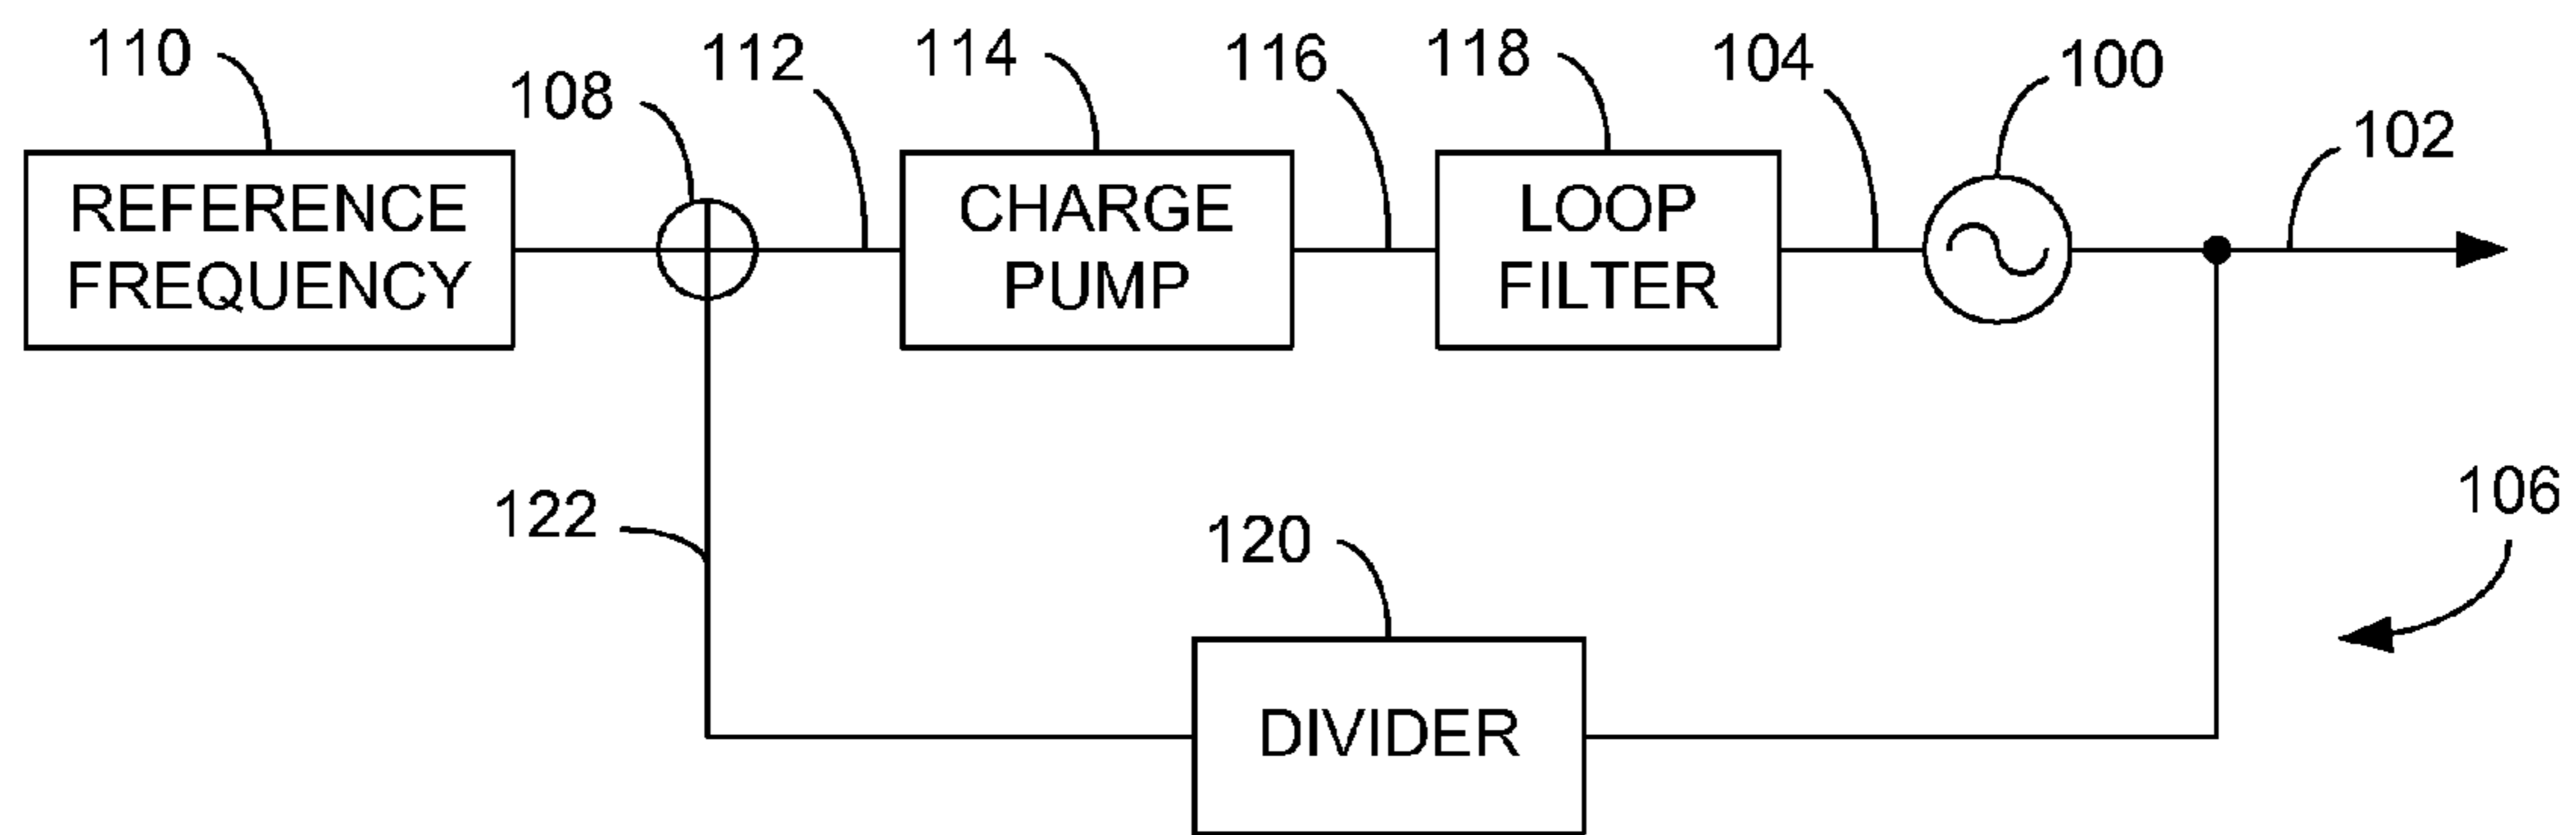 110
108
112
114
116
118
104
100
102
REFERENCE
FREQUENCY
CHARGE
PUMP
LOOP
FILTER
122
120
106
DIVIDER